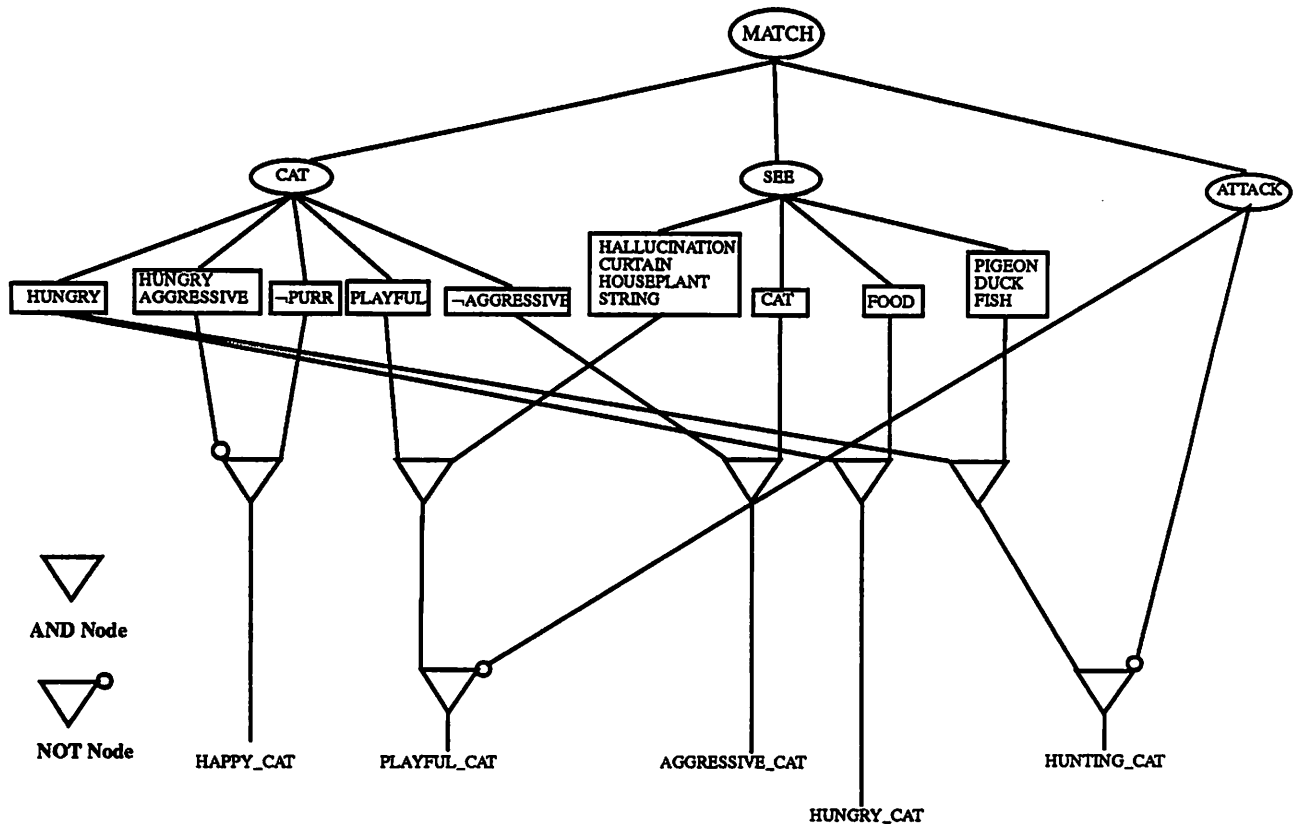 MATCH
CAT
SEE
ATTACK
HUNGRY
HUNGRY
AGGRESSIVE
¬PURR
PLAYFUL
¬AGGRESSIVE
HALLUCINATION
CURTAIN
HOUSEPLANT
STRING
CAT
FOOD
PIGEON
DUCK
FISH
AND Node
NOT Node
HAPPY_CAT
PLAYFUL_CAT
AGGRESSIVE_CAT
HUNTING_CAT
HUNGRY_CAT